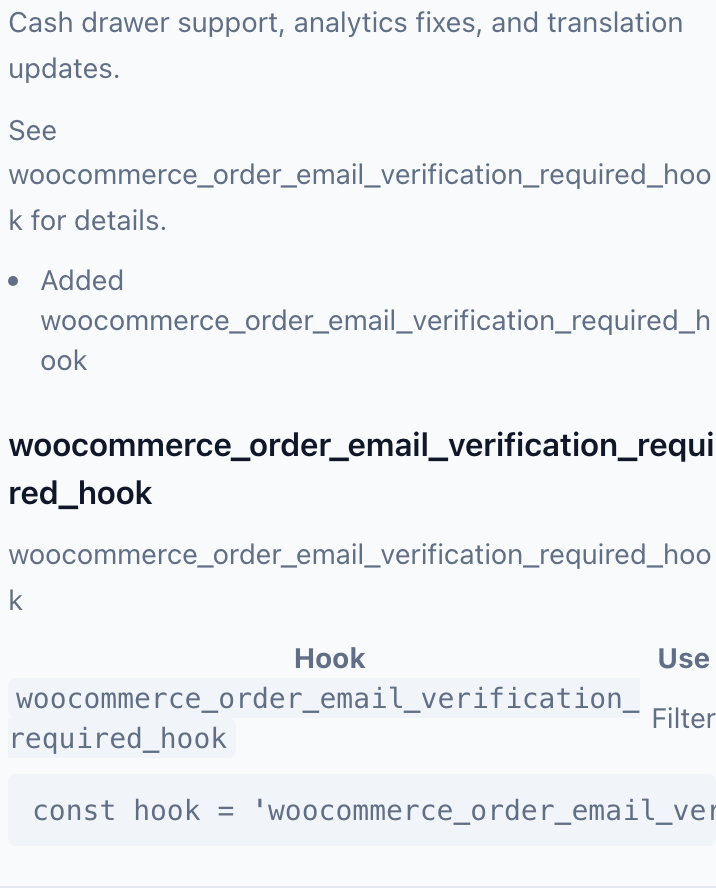 Cash drawer support, analytics fixes, and translation
updates.
See
woocommerce_order_email_verification_required_hoo
k for details.
• Added
woocommerce_order_email_verification_required_h
ook
woocommerce_order_email_verification_requi
red_hook
woocommerce_order_email_verification_required_hoo
k
Hook Use
woocommerce_order_email_verification_
required_hook
Filter
const hook = 'woocommerce_order_email_ver